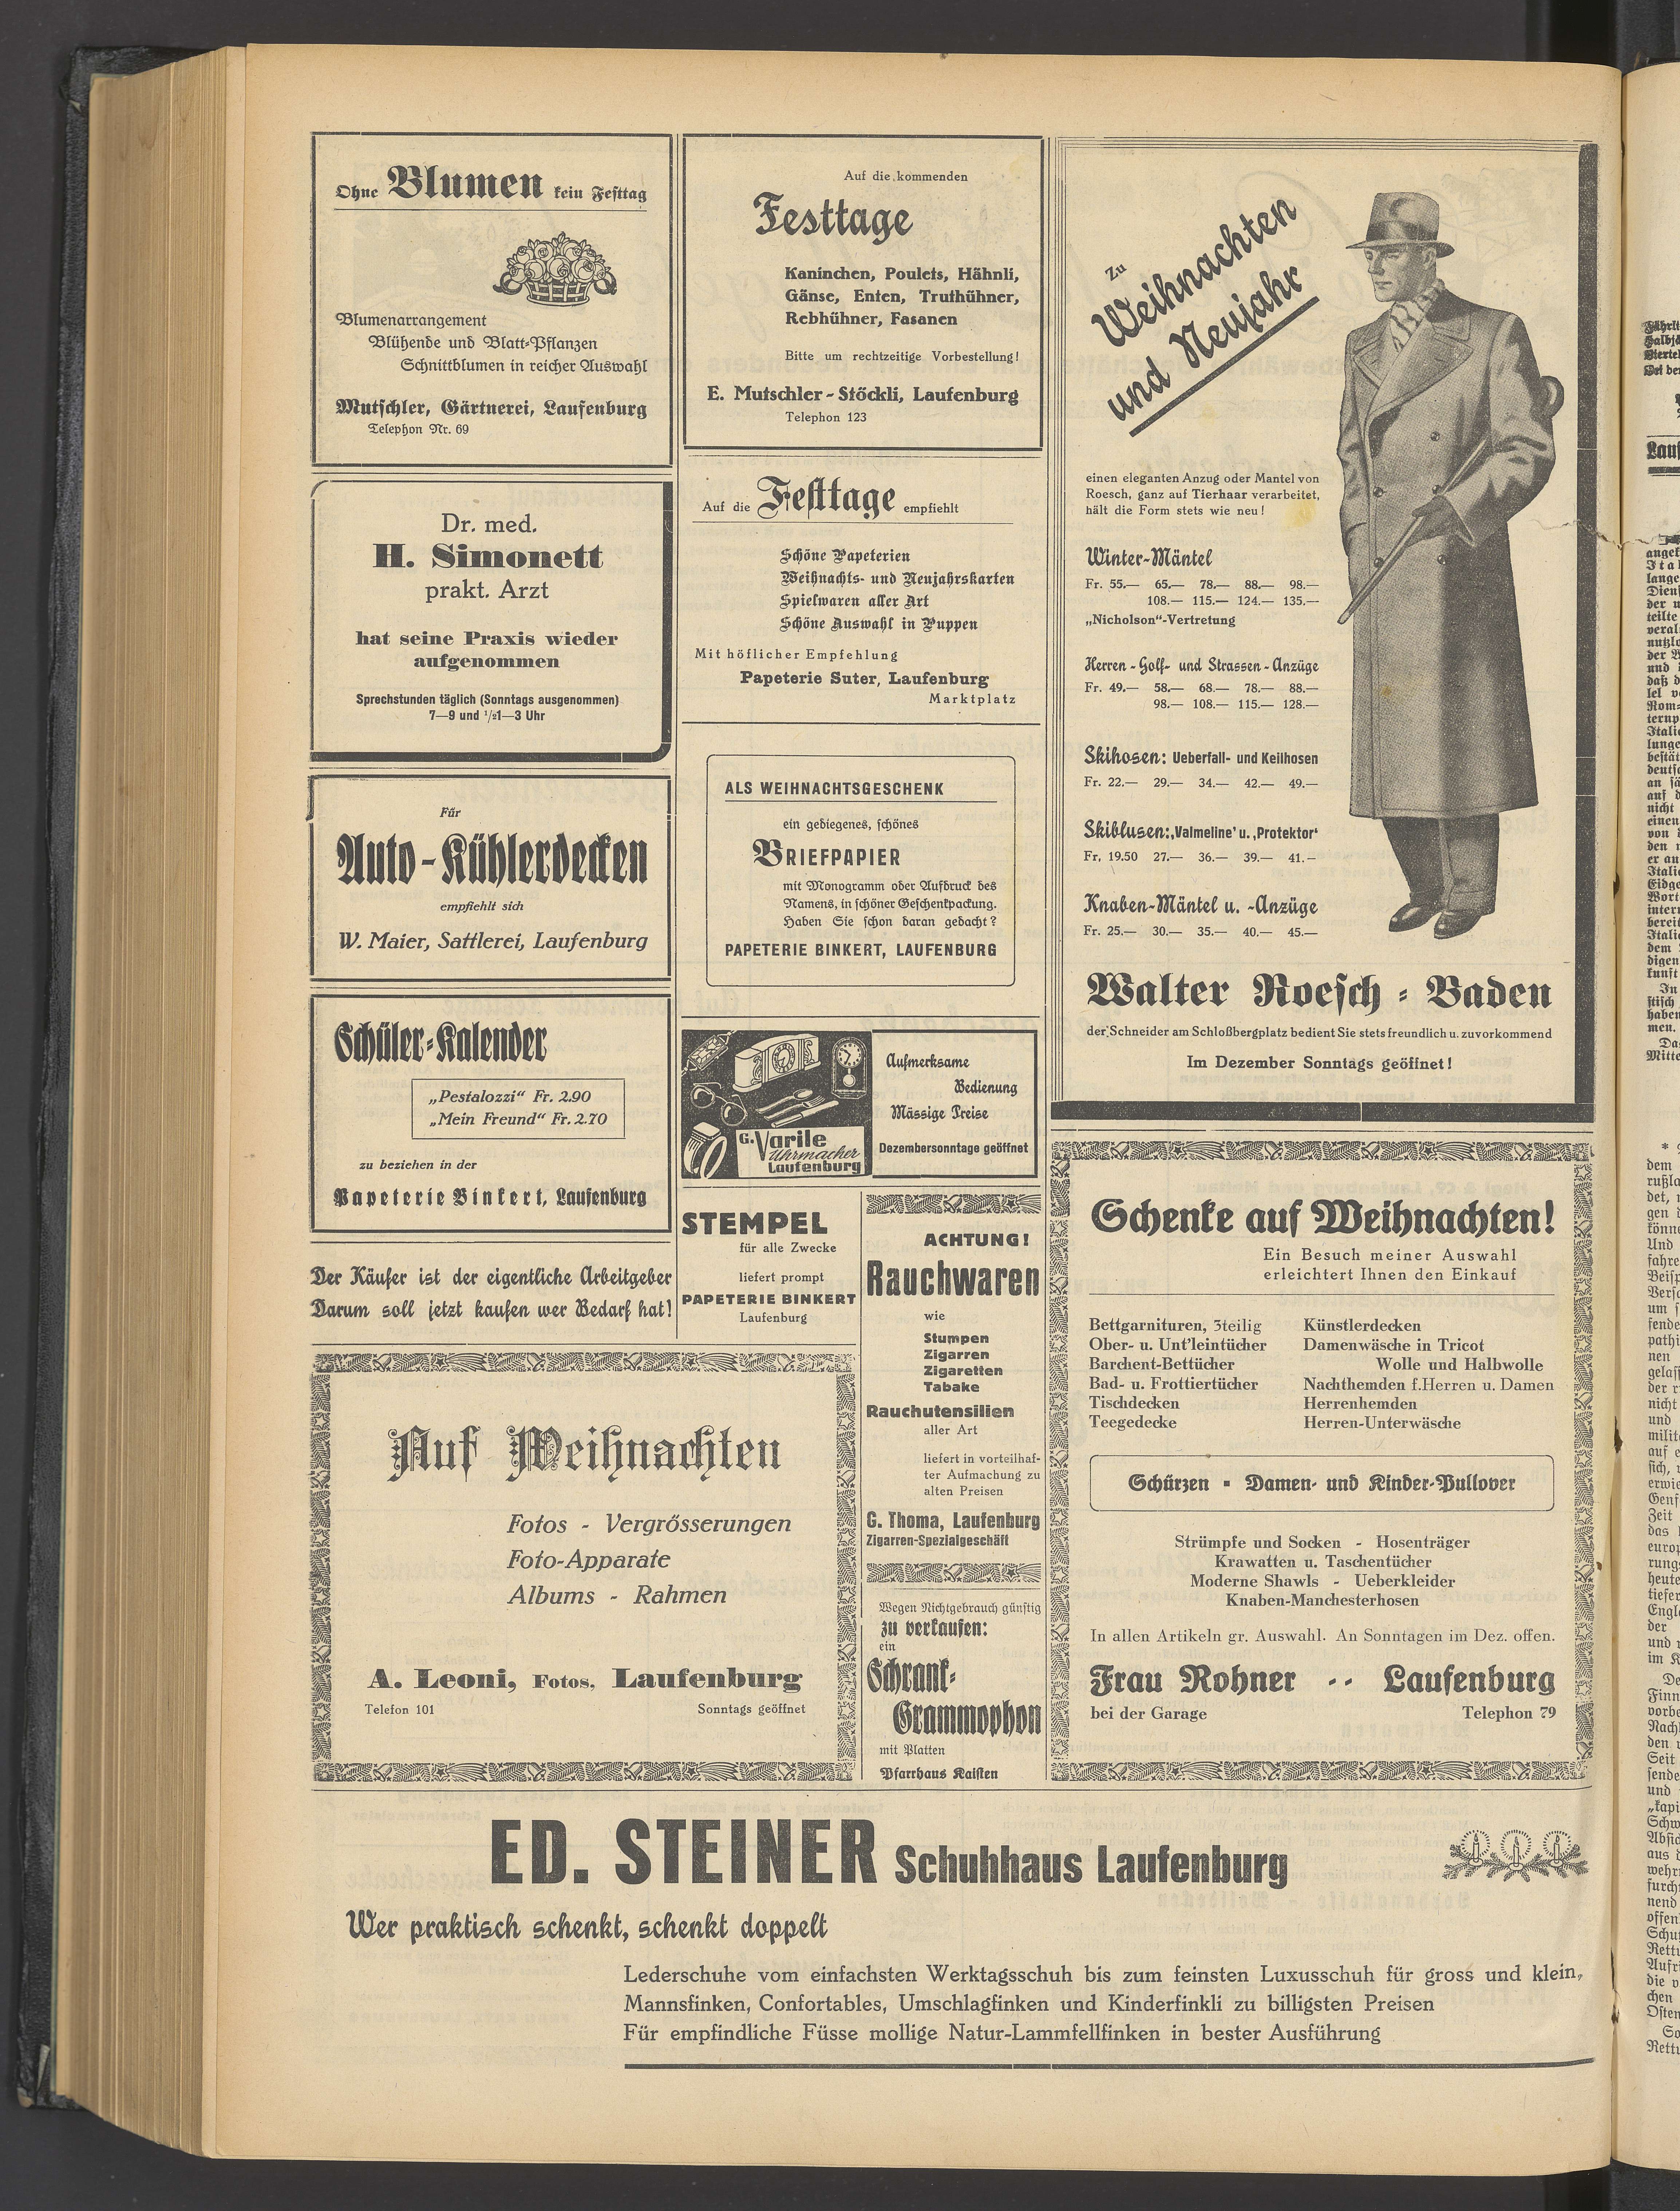 Ohne Blumen kein Festtag
Blumenarrangement
Blühende und Blatt-Pflanzen
Schnittblumen in reicher Auswahl
Mutschler, Gärtnerei, Laufenburg
Telephon Nr. 69
Dr. med.
H. Simonett
prakt. Arzt
hat seine Praxis wieder
aufgenommen
Sprechstunden täglich (Sonntags ausgenommen)
7—9 und ½1—3 Uhr
Für
Auto-Kühlerdecken
empfiehlt sich
W. Maier, Sattlerei, Laufenburg
Schüler-Kalender
„Pestalozzi“ Fr. 2.90
„Mein Freund“ Fr. 2.70
zu beziehen in der
Papeterie Binkert, Laufenburg
Der Käufer ist der eigentliche Arbeitgeber
Darum soll jetzt kaufen wer Bedarf hat!
Auf die kommenden
Festtage
Kaninchen, Poulets, Hähnli,
Gänse, Enten, Truthühner,
Rebhühner, Fasanen
Bitte um rechtzeitige Vorbestellung!
E. Mutschler-Stöckli, Laufenburg
Telephon 123
Auf die Festtage empfiehlt
Schöne Papeterien
Weihnachts- und Neujahrskarten
Spielwaren aller Art
Schöne Auswahl in Puppen
Mit höflicher Empfehlung
Papeterie Suter, Laufenburg
Marktplatz
ALS WEIHNACHTSGESCHENK
ein gediegenes, schönes
BRIEFPAPIER
mit Monogramm oder Aufdruck des
Namens, in schöner Geschenkpackung.
Haben Sie schon daran gedacht?
PAPETERIE BINKERT, LAUFENBURG
G. Varile
Uhrmacher
Laufenburg
Aufmerksame
Bedienung
Mässige Preise
Dezembersonntage geöffnet
STEMPEL
für alle Zwecke
liefert prompt
PAPETERIE BINKERT
Laufenburg
ACHTUNG!
Rauchwaren
wie
Stumpen
Zigarren
Zigaretten
Tabake
Rauchutensilien
aller Art
liefert in vorteilhaf-
ter Aufmachung zu
alten Preisen
G. Thoma, Laufenburg
Zigarren-Spezialgeschäft
Wegen Nichtgebrauch günstig
zu verkaufen:
ein
Schrank-
Grammophon
mit Platten
Pfarrhaus Kaisten
Auf Weihnachten
Fotos - Vergrösserungen
Foto-Apparate
Albums - Rahmen
A. Leoni, Fotos, Laufenburg
Telefon 101 Sonntags geöffnet
Zu
Weihnachten
und Neujahr
einen eleganten Anzug oder Mantel von
Roesch, ganz auf Tierhaar verarbeitet,
hält die Form stets wie neu!
Winter-Mäntel
Fr. 55.— 65.— 78.— 88.— 98.—
108.— 115.— 124.— 135.—
„Nicholson“-Vertretung
Herren-Golf- und Strassen-Anzüge
Fr. 49.— 58.— 68.— 78.— 88.—
98.— 108.— 115.— 128.—
Skihosen: Ueberfall- und Keilhosen
Fr. 22.— 29.— 34.— 42.— 49.—
Skiblusen: ‚Valmeline‘ u. ‚Protektor‘
Fr. 19.50 27.— 36.— 39.— 41.—
Knaben-Mäntel u. -Anzüge
Fr. 25.— 30.— 35.— 40.— 45.—
Walter Roesch - Baden
der Schneider am Schloßbergplatz bedient Sie stets freundlich u. zuvorkommend
Im Dezember Sonntags geöffnet!
Schenke auf Weihnachten!
Ein Besuch meiner Auswahl
erleichtert Ihnen den Einkauf
Bettgarnituren, 3teilig
Ober- u. Unt'leintücher
Barchent-Bettücher
Bad- u. Frottiertücher
Tischdecken
Teegedecke
Künstlerdecken
Damenwäsche in Tricot
Wolle und Halbwolle
Nachthemden f. Herren u. Damen
Herrenhemden
Herren-Unterwäsche
Schürzen - Damen- und Kinder-Pullover
Strümpfe und Socken - Hosenträger
Krawatten u. Taschentücher
Moderne Shawls - Ueberkleider
Knaben-Manchesterhosen
In allen Artikeln gr. Auswahl. An Sonntagen im Dez. offen.
Frau Rohner -- Laufenburg
bei der Garage Telephon 79
ED. STEINER Schuhhaus Laufenburg
Wer praktisch schenkt, schenkt doppelt
Lederschuhe vom einfachsten Werktagsschuh bis zum feinsten Luxusschuh für gross und klein,
Mannsfinken, Confortables, Umschlagfinken und Kinderfinkli zu billigsten Preisen
Für empfindliche Füsse mollige Natur-Lammfellfinken in bester Ausführung